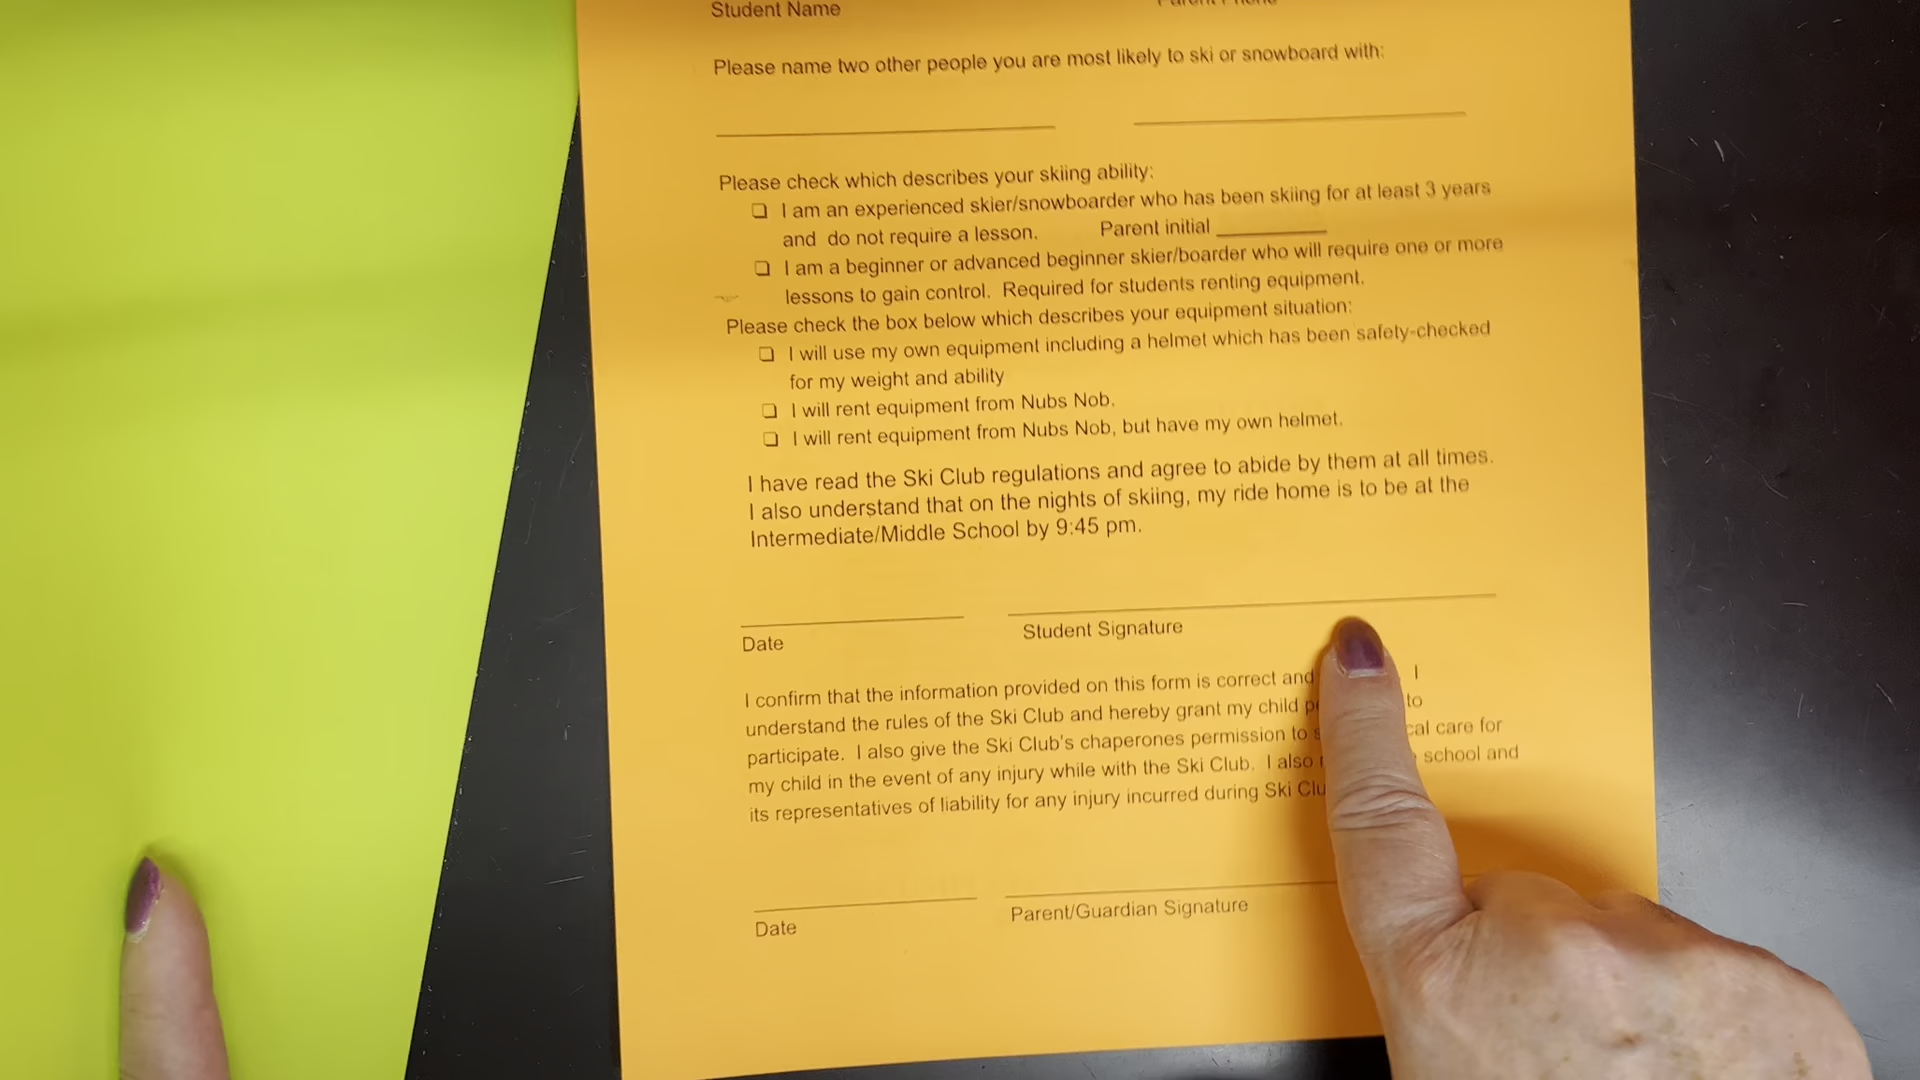 Student Name
Please name two other people you are most likely to ski or snowboard with:
Please check which describes your skiing ability:
I am an experienced skier/snowboarder who has been skiing for at least 3 years
and do not require a lesson. Parent initial
I am a beginner or advanced beginner skier/boarder who will require one or more
lessons to gain control. Required for students renting equipment.
Please check the box below which describes your equipment situation:
I will use my own equipment including a helmet which has been safety-checked
for my weight and ability
I will rent equipment from Nubs Nob.
I will rent equipment from Nubs Nob, but have my own helmet.
I have read the Ski Club regulations and agree to abide by them at all times.
I also understand that on the nights of skiing, my ride home is to be at the
Intermediate/Middle School by 9:45 pm.
Date Student Signature
I confirm that the information provided on this form is correct and I
understand the rules of the Ski Club and hereby grant my child to
participate. I also give the Ski Club's chaperones permission to care for
my child in the event of any injury while with the Ski Club. I also school and
its representatives of liability for any injury incurred during Ski
Date Parent/Guardian Signature